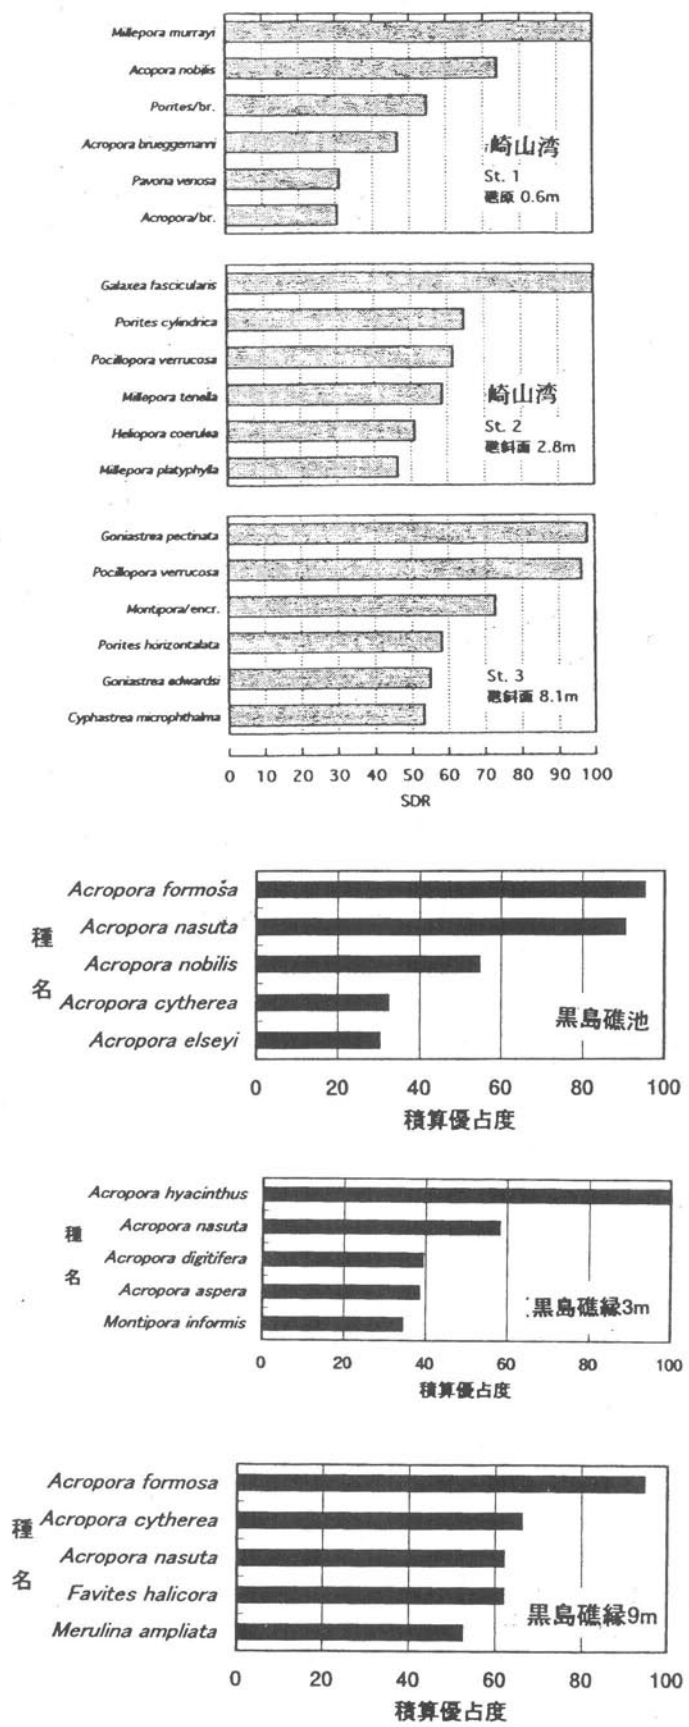 Millepora murrayi
Acopora nobilis
Porites/br.
Acropora brueggemanni
Pavona venosa
Acropora/br.
崎山湾
St. 1
礁原 0.6m
Galaxea fascicularis
Porites cylindrica
Pocillopora verrucosa
Millepora tenella
Heliopora coerulea
Millepora platyphylla
崎山湾
St. 2
礁斜面 2.8m
Goniastrea pectinata
Pocillopora verrucosa
Montipora/encr.
Porites horizontalata
Goniastrea edwardsi
Cyphastrea microphthalma
St. 3
礁斜面 8.1m
0 10 20 30 40 50 60 70 80 90 100
SDR
種名
Acropora formosa
Acropora nasuta
Acropora nobilis
Acropora cytherea
Acropora elseyi
黒島礁池
0 20 40 60 80 100
積算優占度
種名
Acropora hyacinthus
Acropora nasuta
Acropora digitifera
Acropora aspera
Montipora informis
黒島礁縁3m
0 20 40 60 80 100
積算優占度
種名
Acropora formosa
Acropora cytherea
Acropora nasuta
Favites halicora
Merulina ampliata
黒島礁縁9m
0 20 40 60 80 100
積算優占度